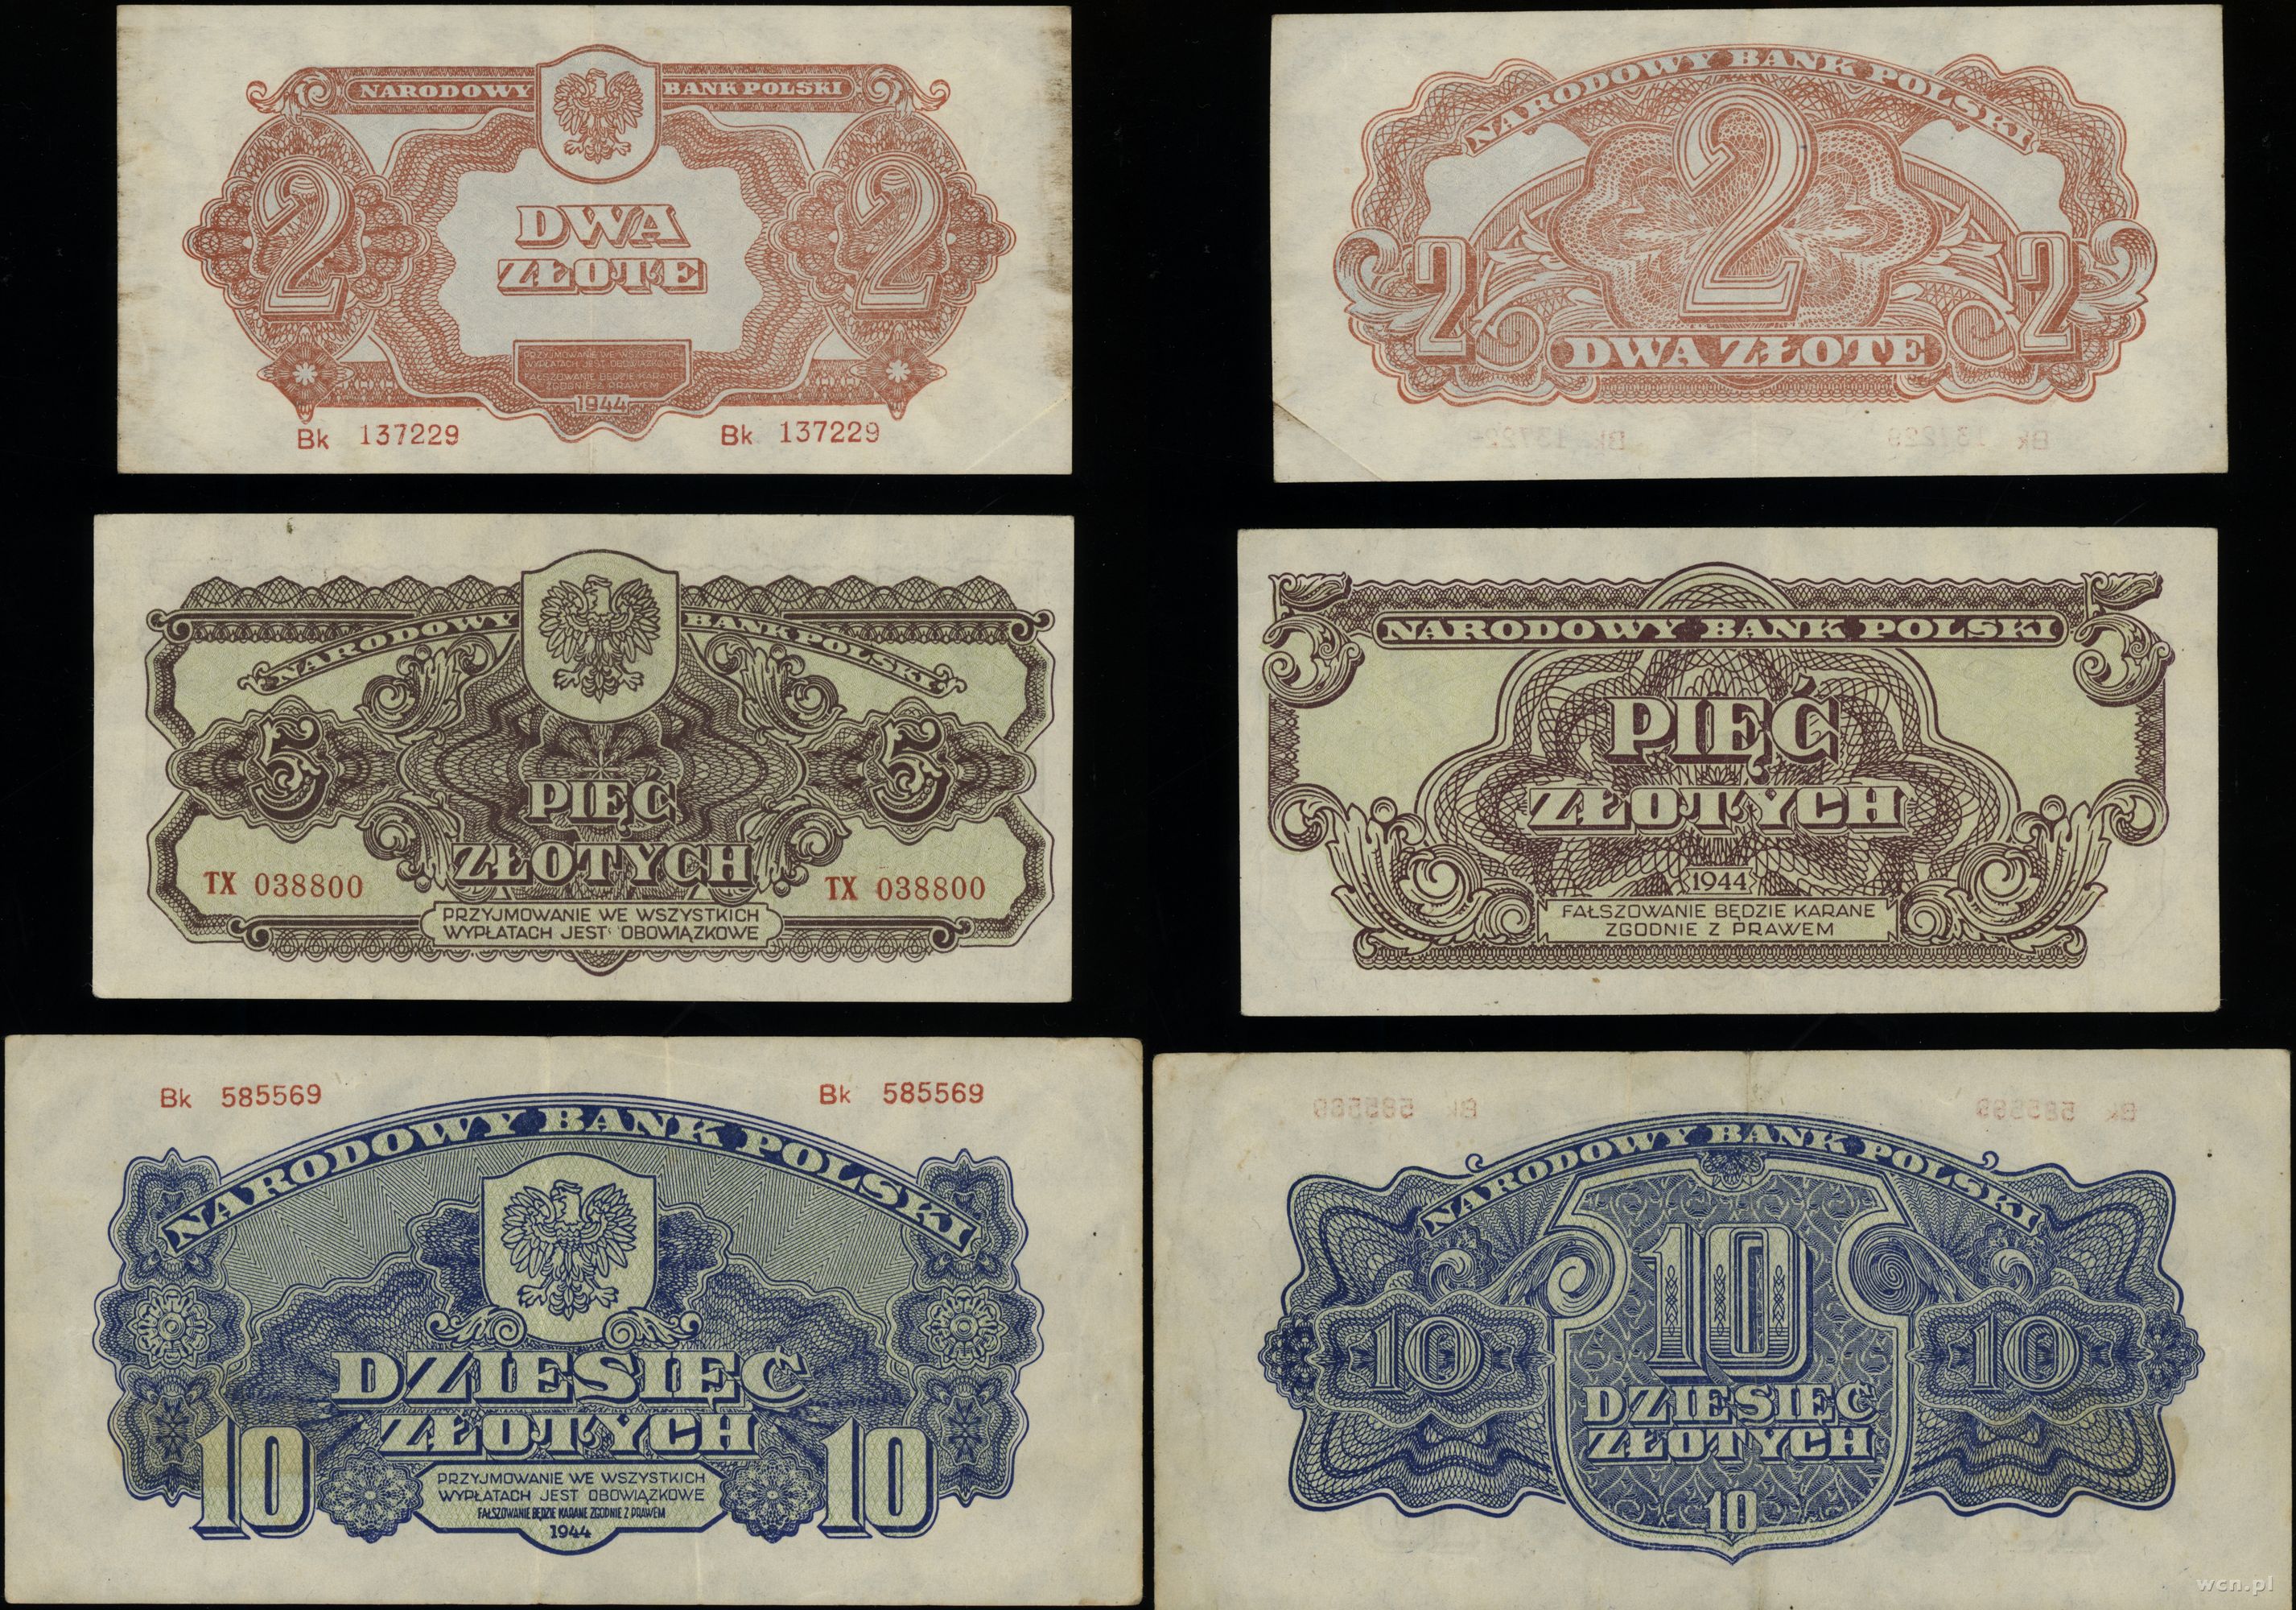 NARODOWY BANK POLSKI
2 2
DWA
ZŁOTE
PRZYJMOWANIE WE WSZYSTKICH
WYPŁATACH JEST OBOWIĄZKOWE
FAŁSZOWANIE BĘDZIE KARANE
ZGODNIE Z PRAWEM
1944
Bk 137229 Bk 137229
NARODOWY BANK POLSKI
2
2 2
DWA ZŁOTE
NARODOWY BANK POLSKI
5 5
PIĘĆ
ZŁOTYCH
TX 038800 TX 038800
PRZYJMOWANIE WE WSZYSTKICH
WYPŁATACH JEST OBOWIĄZKOWE
5 5
NARODOWY BANK POLSKI
PIĘĆ
ZŁOTYCH
1944
FAŁSZOWANIE BĘDZIE KARANE
ZGODNIE Z PRAWEM
Bk 585569 Bk 585569
NARODOWY BANK POLSKI
DZIESIĘĆ
ZŁOTYCH
10 10
PRZYJMOWANIE WE WSZYSTKICH
WYPŁATACH JEST OBOWIĄZKOWE
FAŁSZOWANIE BĘDZIE KARANE ZGODNIE Z PRAWEM
1944
NARODOWY BANK POLSKI
10
10 10
DZIESIĘĆ
ZŁOTYCH
10
wcn.pl